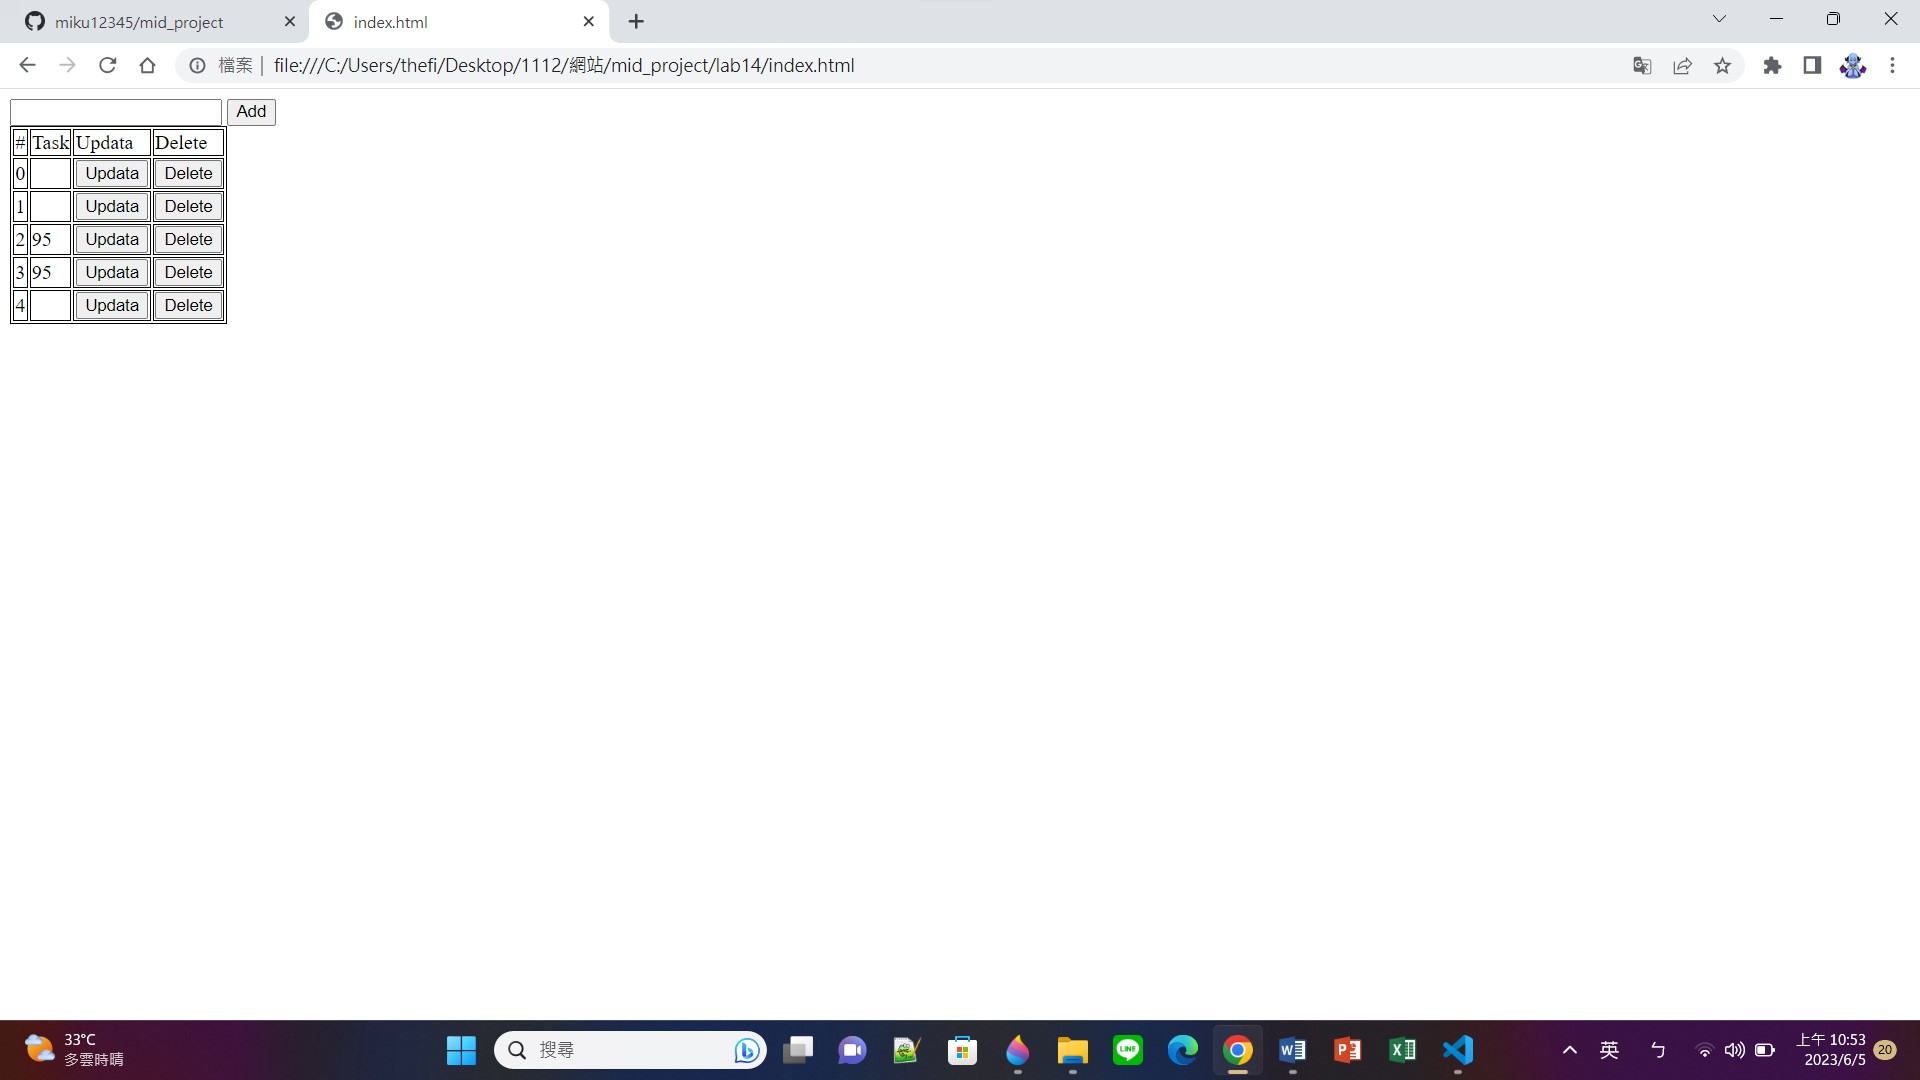 miku12345/mid_project
index.html
檔案 file:///C:/Users/thefi/Desktop/1112/網站/mid_project/lab14/index.html
Add
# Task Updata Delete
0 Updata Delete
1 Updata Delete
2 95 Updata Delete
3 95 Updata Delete
4 Updata Delete
33°C
多雲時晴
搜尋
英 ㄅ
上午 10:53
2023/6/5
20